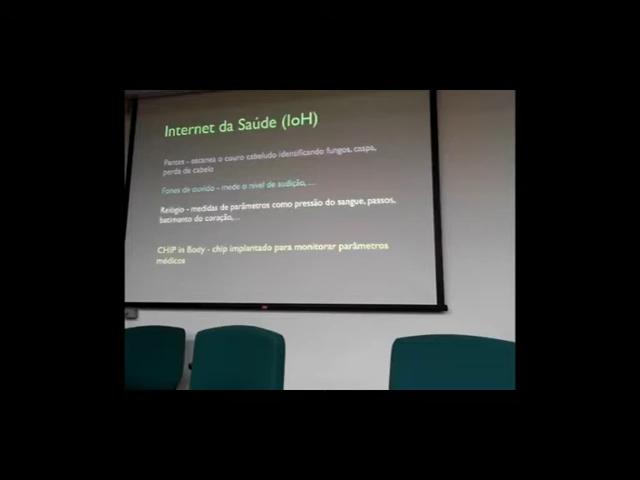 Internet da Saúde (IoH)
Pentes - escanea o couro cabeludo identificando fungos, caspa,
perda de cabelo
Fones de ouvido - mede o nivel de audição,...
Relógio - medidas de parâmetros como pressão do sangue, passos,
batimento do coração,...
CHIP in Body - chip implantado para monitorar parâmetros
médicos